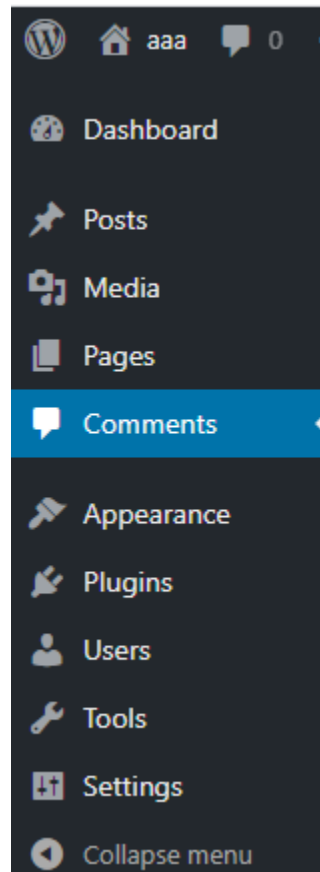 aaa 0
Dashboard
Posts
Media
Pages
Comments
Appearance
Plugins
Users
Tools
Settings
Collapse menu